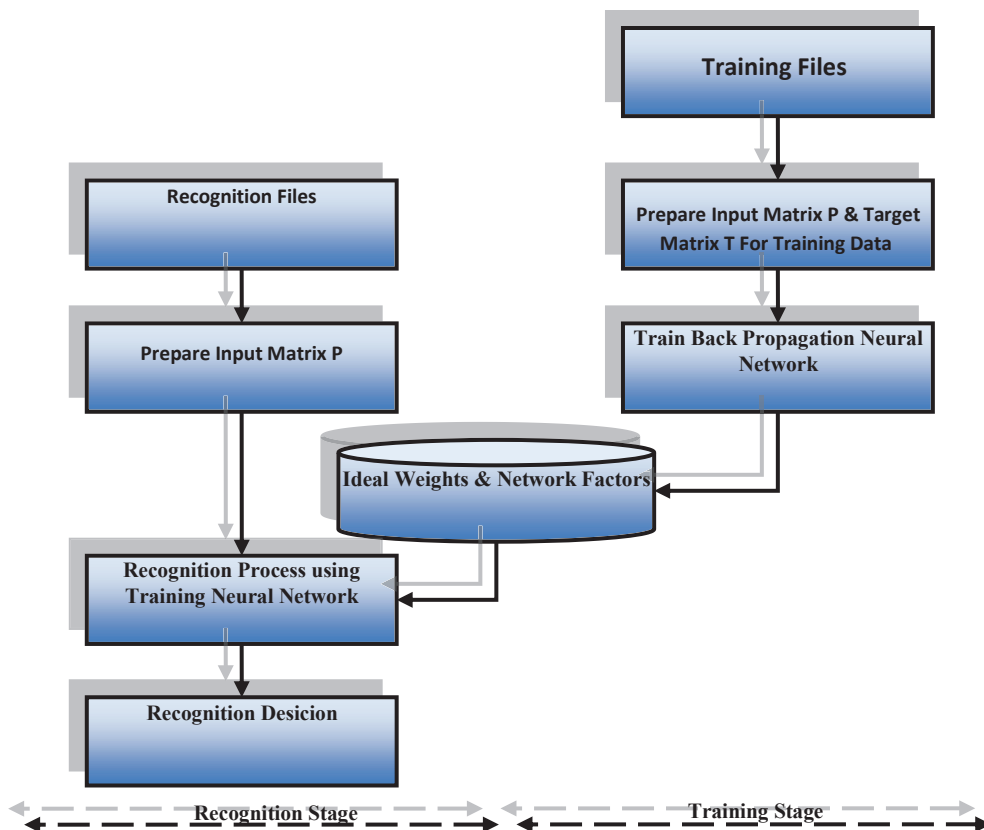 Training Files
Recognition Files
Prepare Input Matrix P & Target
Matrix T For Training Data
Prepare Input Matrix P
Train Back Propagation Neural
Network
Ideal Weights & Network Factors
Recognition Process using
Training Neural Network
Recognition Desicion
Recognition Stage
Training Stage